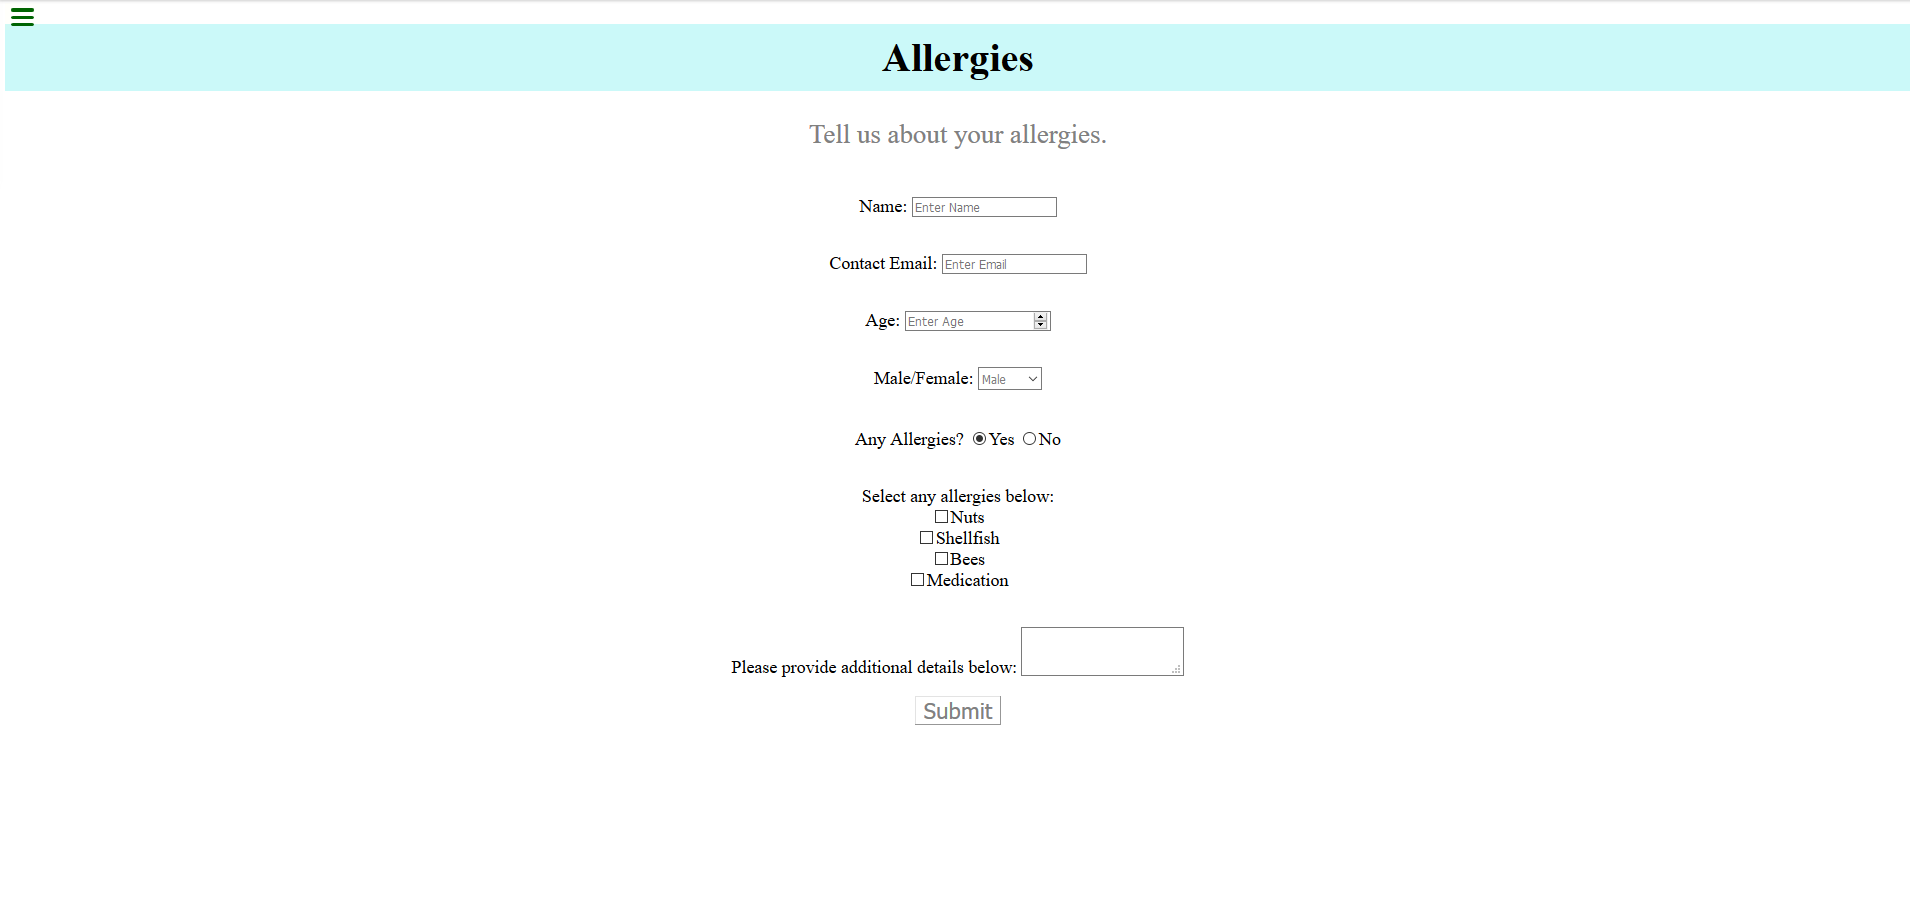 Allergies
Tell us about your allergies.
Name: Enter Name
Contact Email: Enter Email
Age: Enter Age
Male/Female: Male
Any Allergies? Yes No
Select any allergies below:
Nuts
Shellfish
Bees
Medication
Please provide additional details below:
Submit